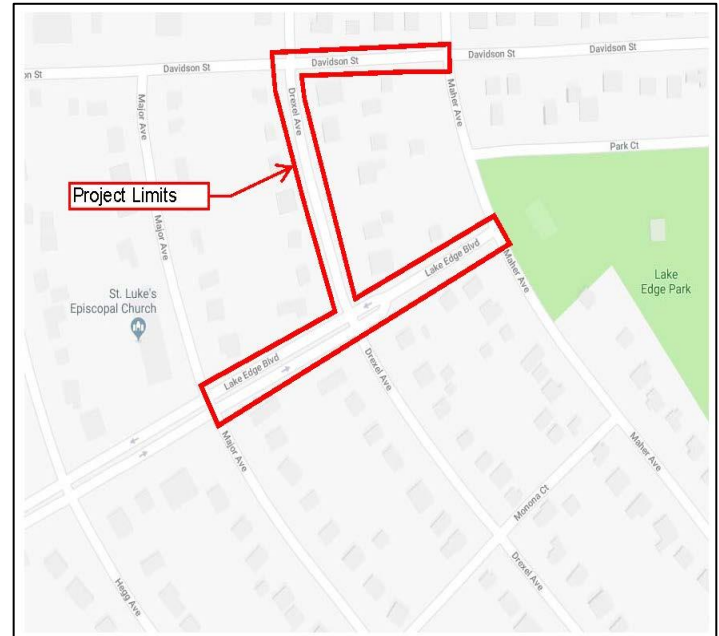 n St
Davidson St
Davidson St
Davidson St
Davidson St
Major Ave
Drexel Ave
Maher Ave
Park Ct
Project Limits
Major Ave
Lake Edge Blvd
Maher Ave
Lake
Edge Park
St. Luke's
Episcopal Church
Lake Edge Blvd
Drexel Ave
Major Ave
Maher Ave
Monona Ct
Drexel Ave
Hegg Ave